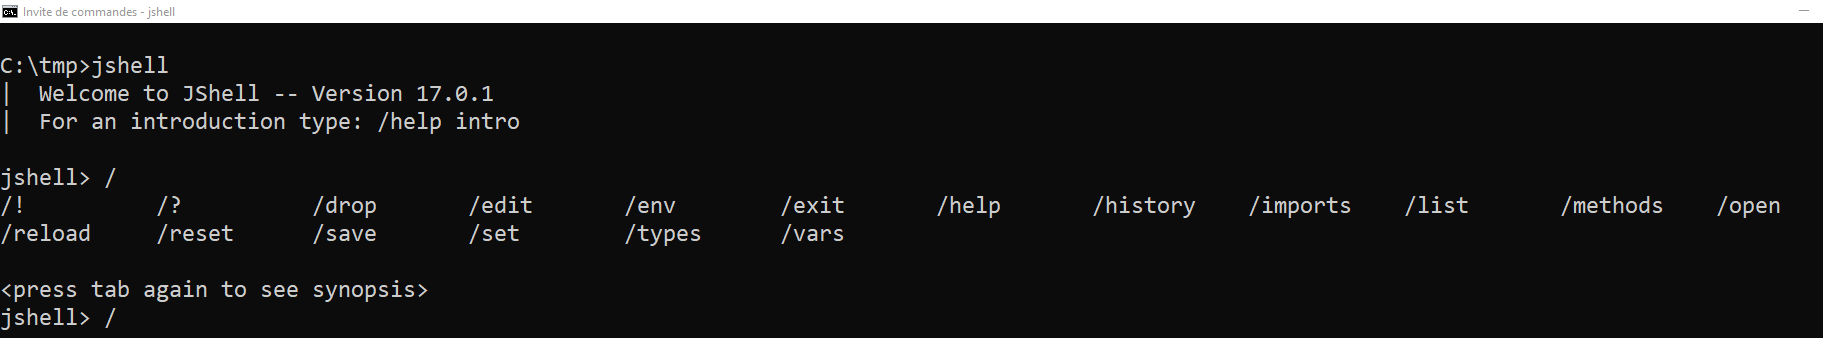 Invite de commandes - jshell
C:\tmp>jshell
|  Welcome to JShell -- Version 17.0.1
|  For an introduction type: /help intro
jshell> /
/!          /?          /drop       /edit       /env        /exit       /help       /history    /imports    /list       /methods    /open
/reload     /reset      /save       /set        /types      /vars
<press tab again to see synopsis>
jshell> /